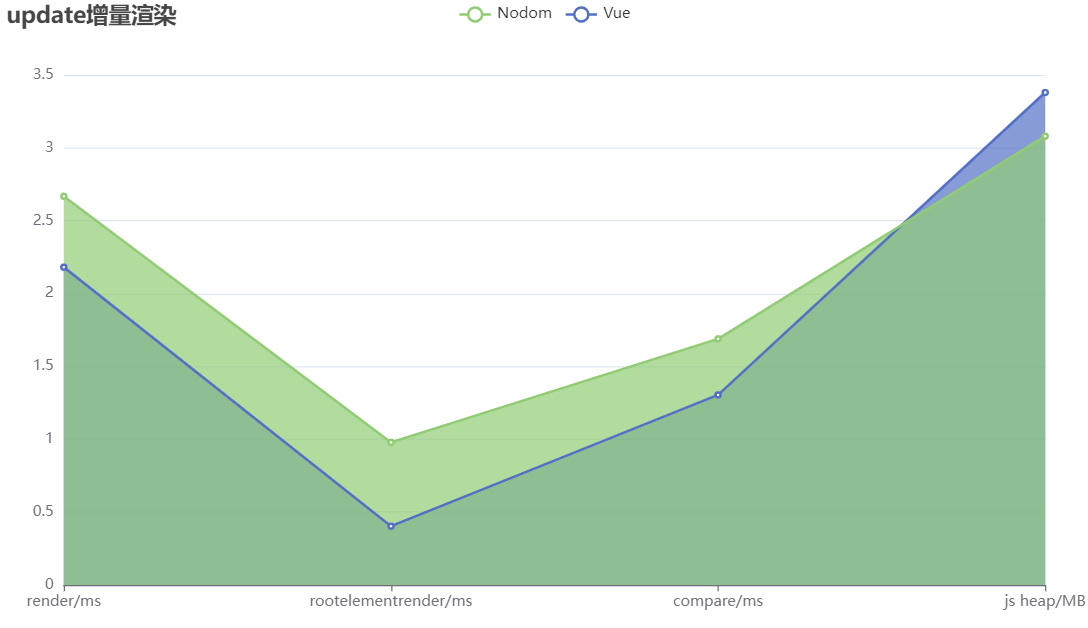 update增量渲染
Nodom Vue
3.5
3
2.5
2
1.5
1
0.5
0
render/ms rootelementrender/ms compare/ms js heap/MB